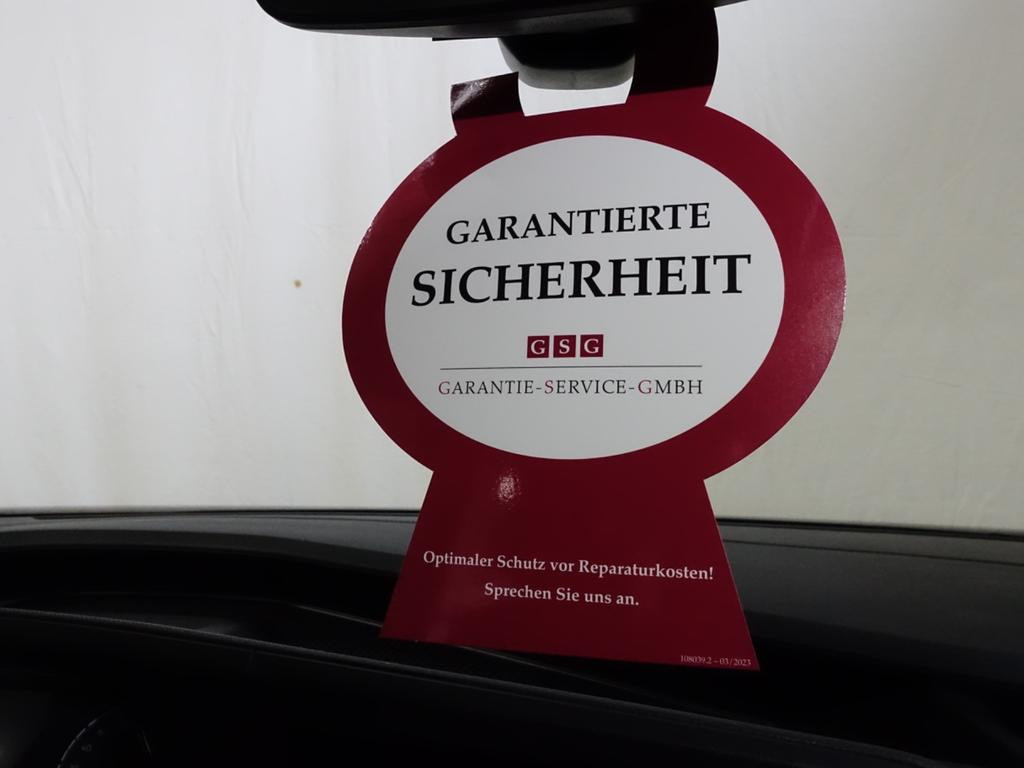 GARANTIERTE
SICHERHEIT
GSG
GARANTIE-SERVICE-GMBH
Optimaler Schutz vor Reparaturkosten!
Sprechen Sie uns an.
108039.2 – 03/2023